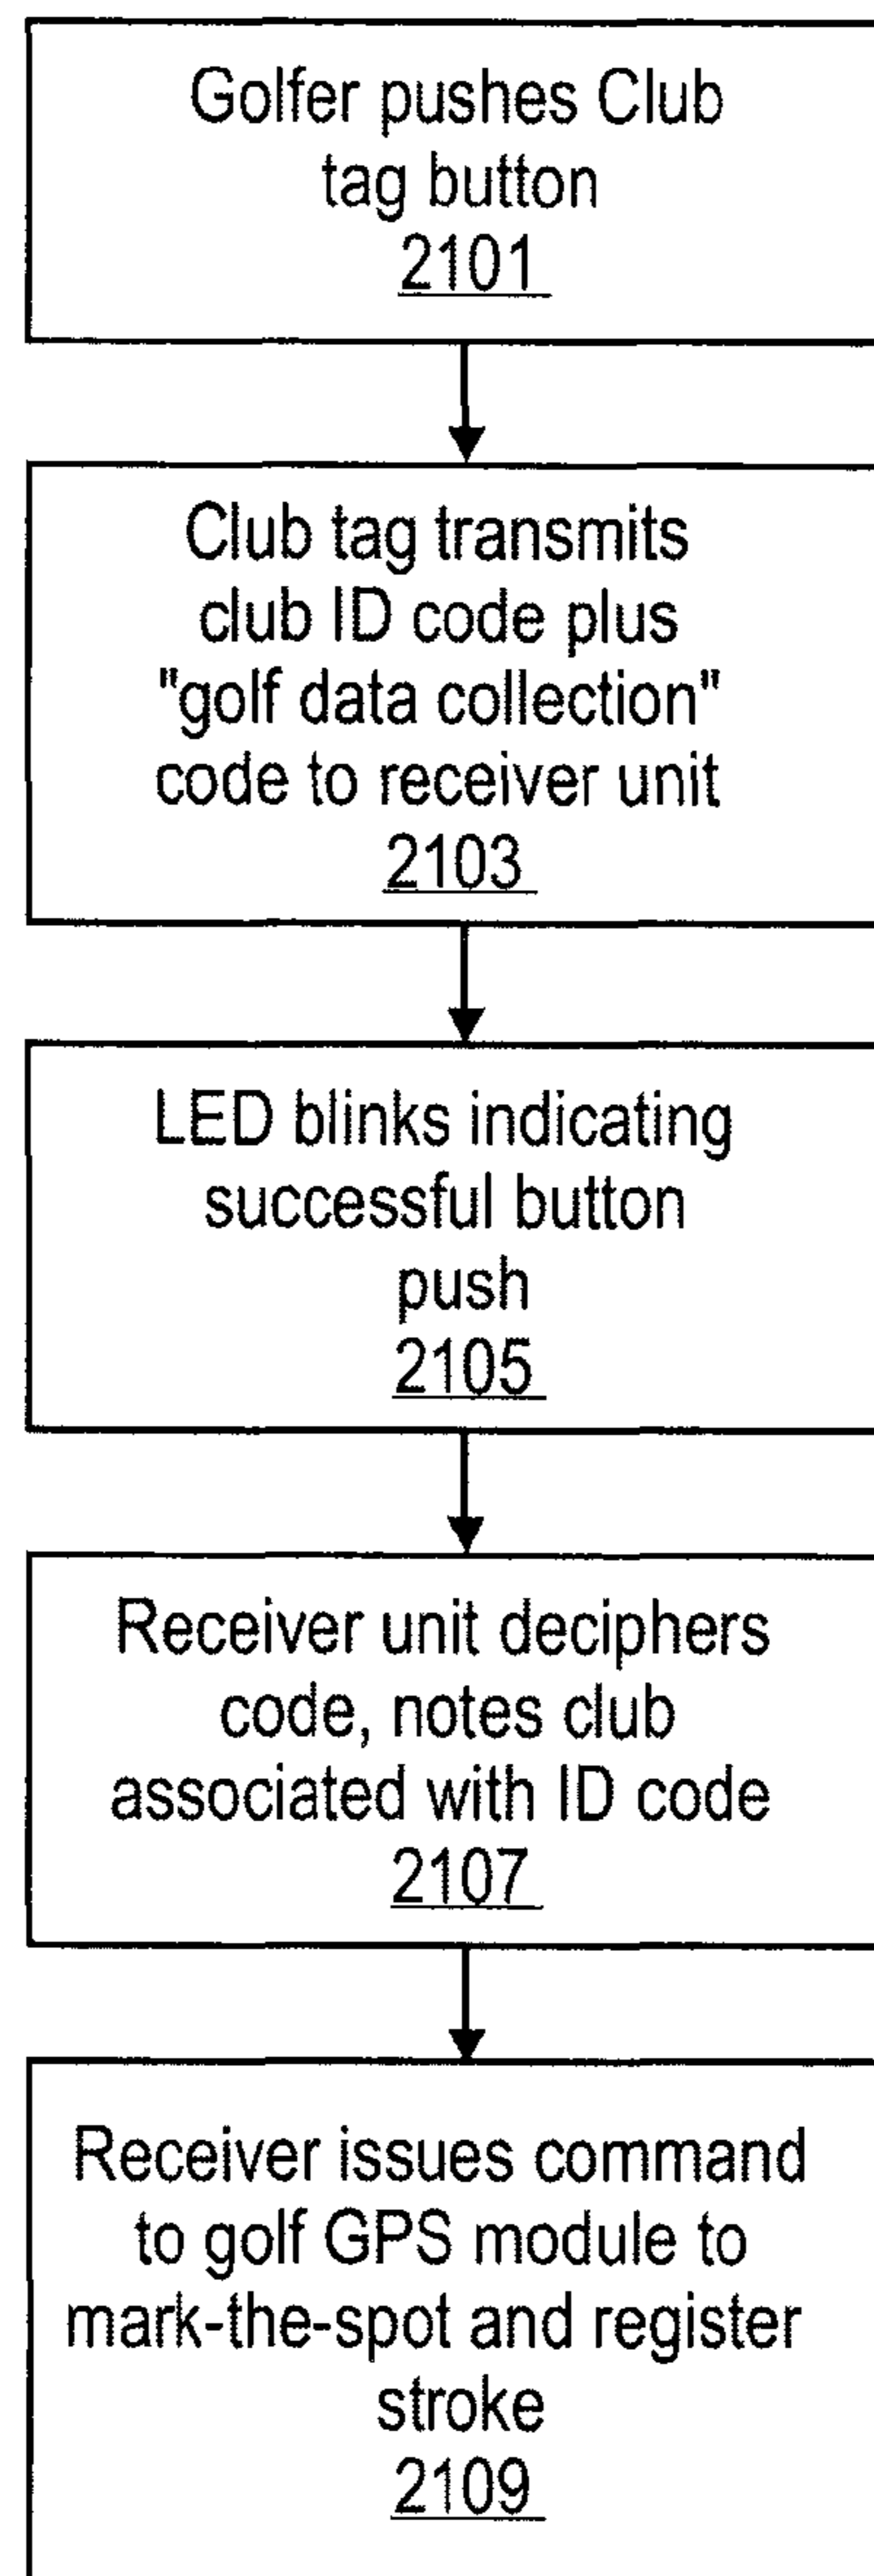 Golfer pushes Club
tag button
2101
Club tag transmits
club ID code plus
"golf data collection"
code to receiver unit
2103
LED blinks indicating
successful button
push
2105
Receiver unit deciphers
code, notes club
associated with ID code
2107
Receiver issues command
to golf GPS module to
mark-the-spot and register
stroke
2109